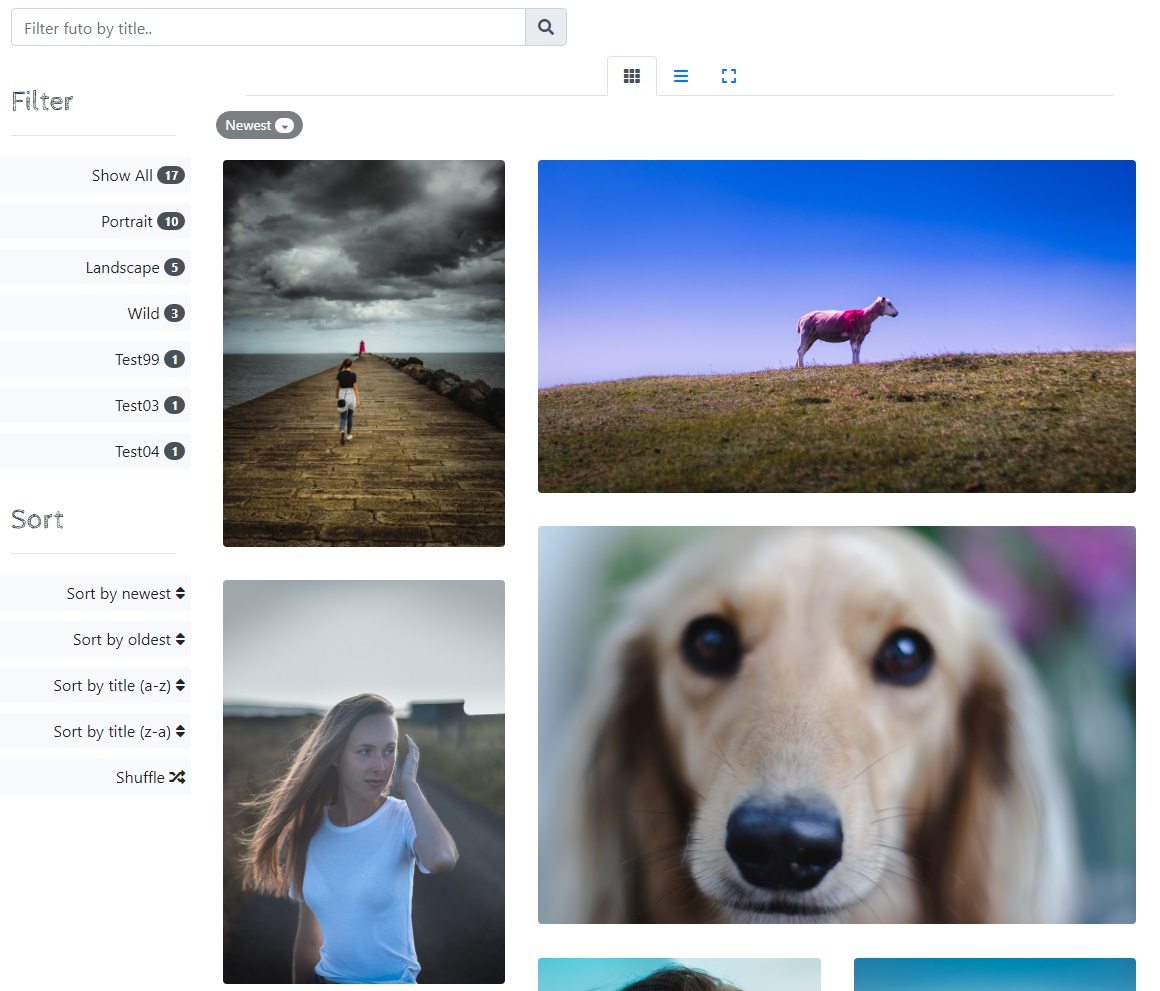 Filter futo by title..
Filter
Newest
Show All 17
Portrait 10
Landscape 5
Wild 3
Test99 1
Test03 1
Test04 1
Sort
Sort by newest
Sort by oldest
Sort by title (a-z)
Sort by title (z-a)
Shuffle